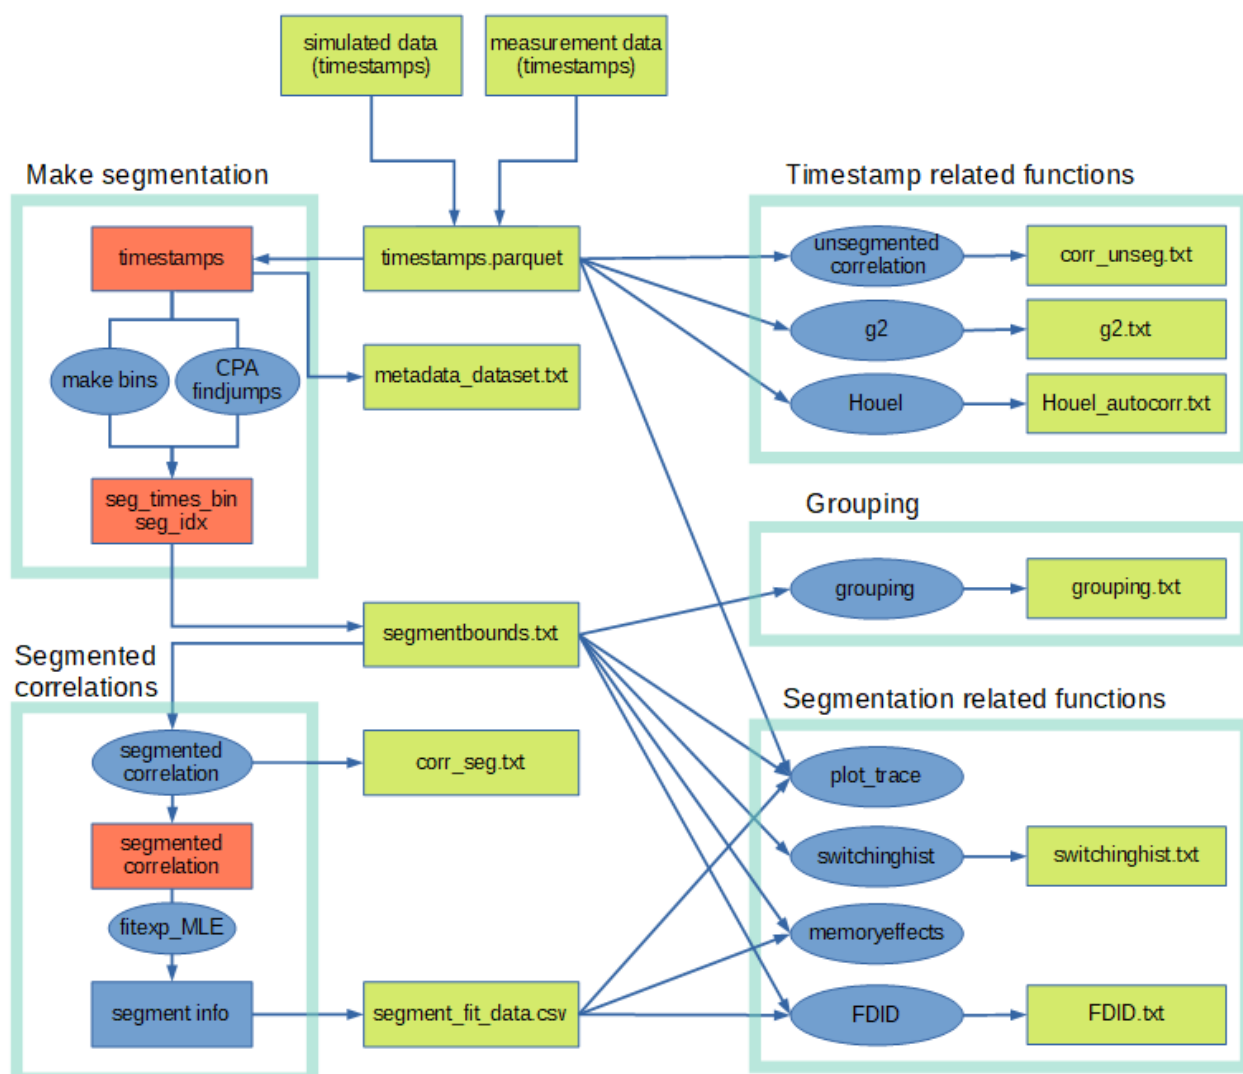 simulated data
(timestamps)
measurement data
(timestamps)
Make segmentation
timestamps
make bins
CPA
findjumps
seg_times_bin
seg_idx
timestamps.parquet
metadata_dataset.txt
segmentbounds.txt
Timestamp related functions
unsegmented
correlation
corr_unseg.txt
g2
g2.txt
Houel
Houel_autocorr.txt
Grouping
grouping
grouping.txt
Segmented
correlations
segmented
correlation
corr_seg.txt
segmented
correlation
fitexp_MLE
segment info
segment_fit_data.csv
Segmentation related functions
plot_trace
switchinghist
switchinghist.txt
memoryeffects
FDID
FDID.txt